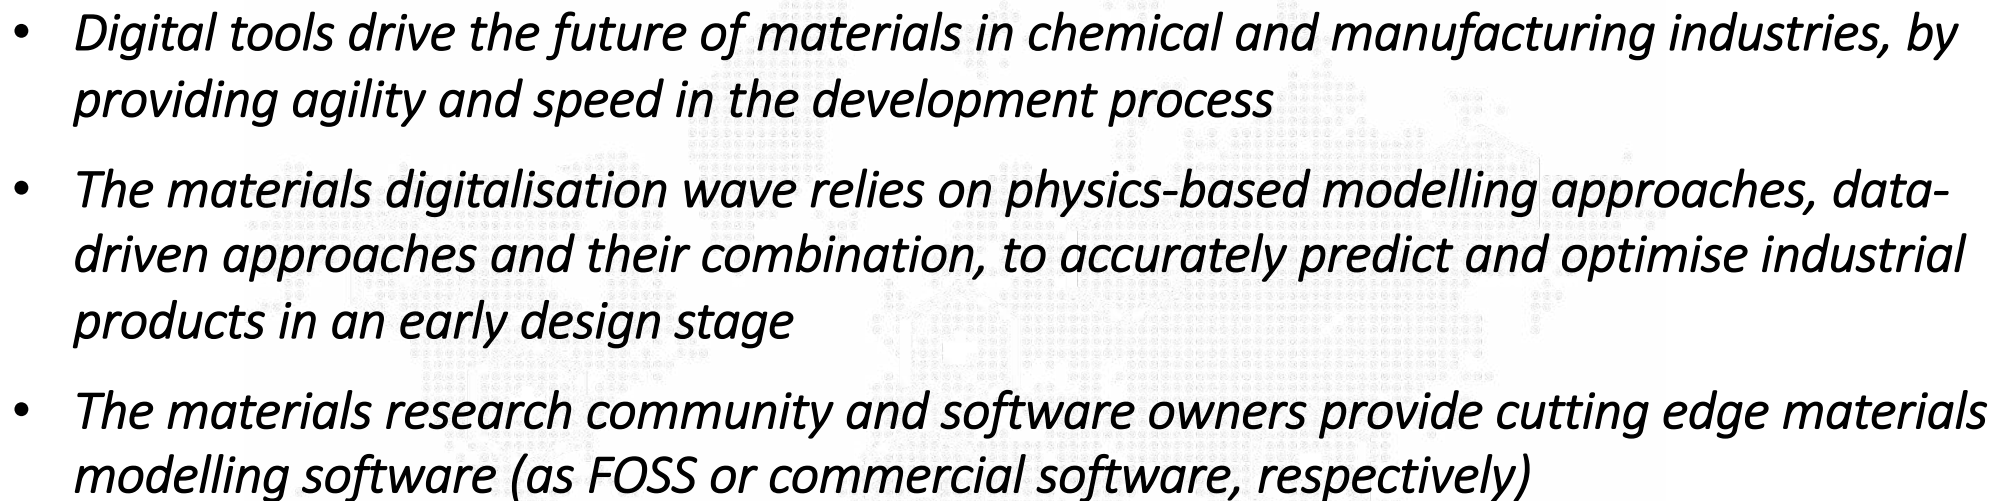 • Digital tools drive the future of materials in chemical and manufacturing industries, by
providing agility and speed in the development process
• The materials digitalisation wave relies on physics-based modelling approaches, data-
driven approaches and their combination, to accurately predict and optimise industrial
products in an early design stage
• The materials research community and software owners provide cutting edge materials
modelling software (as FOSS or commercial software, respectively)